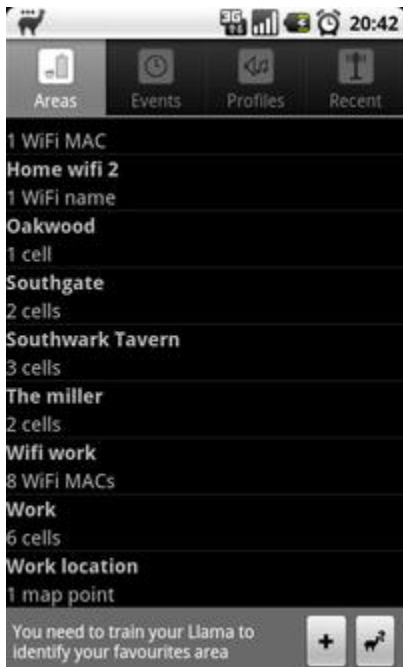 3G
20:42
Areas
Events
Profiles
Recent
1 WiFi MAC
Home wifi 2
1 WiFi name
Oakwood
1 cell
Southgate
2 cells
Southwark Tavern
3 cells
The miller
2 cells
Wifi work
8 WiFi MACs
Work
6 cells
Work location
1 map point
You need to train your Llama to
identify your favourites area